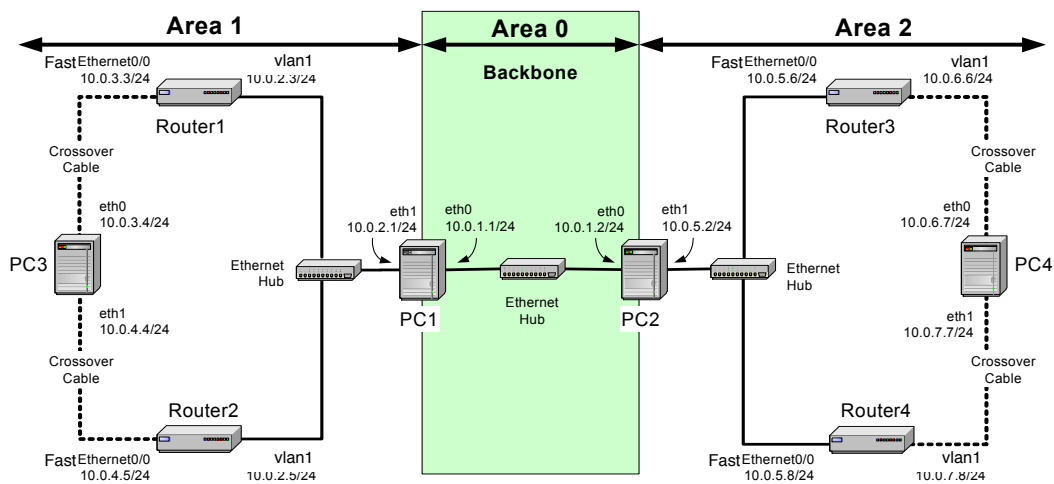 Area 1
Area 0
Area 2
Backbone
FastEthernet0/0
10.0.3.3/24
vlan1
10.0.2.3/24
Router1
FastEthernet0/0
10.0.5.6/24
vlan1
10.0.6.6/24
Router3
Crossover
Cable
Crossover
Cable
eth0
10.0.3.4/24
PC3
eth1
10.0.4.4/24
Ethernet
Hub
eth1
10.0.2.1/24
eth0
10.0.1.1/24
PC1
Ethernet
Hub
eth0
10.0.1.2/24
eth1
10.0.5.2/24
PC2
Ethernet
Hub
eth0
10.0.6.7/24
PC4
eth1
10.0.7.7/24
Crossover
Cable
Crossover
Cable
Router2
FastEthernet0/0
10.0.4.5/24
vlan1
10.0.2.5/24
Router4
FastEthernet0/0
10.0.5.8/24
vlan1
10.0.7.8/24